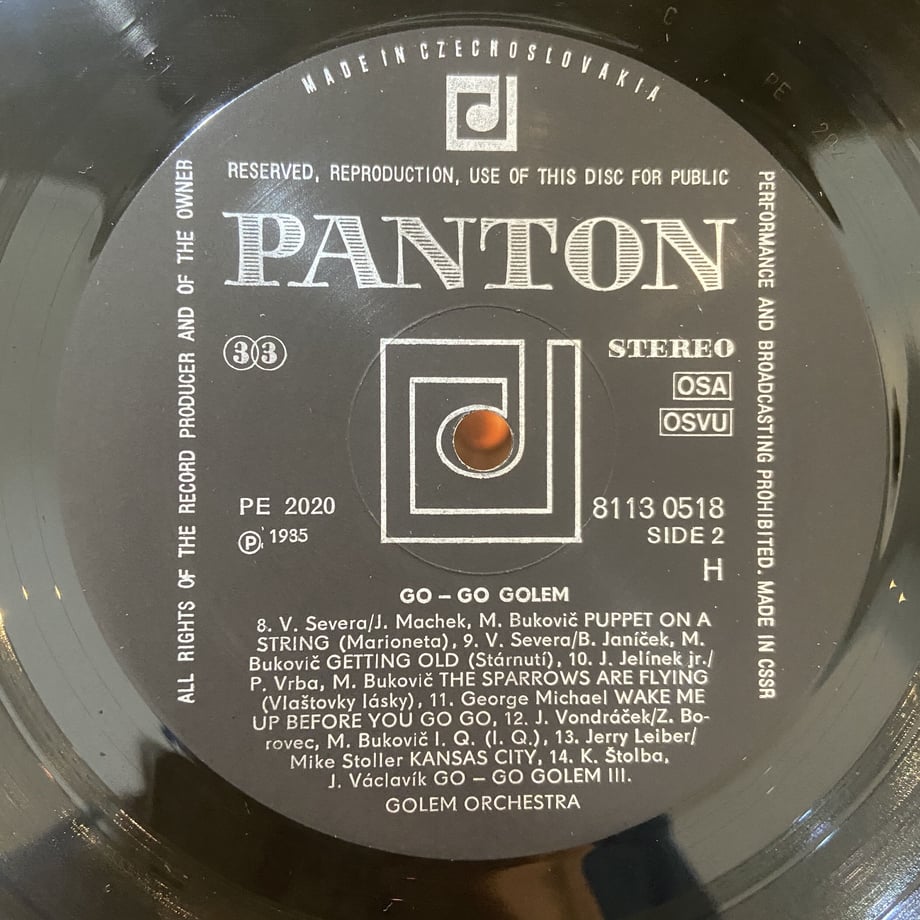 MADE IN CZECHOSLOVAKIA
RESERVED, REPRODUCTION, USE OF THIS DISC FOR PUBLIC
ALL RIGHTS OF THE RECORD PRODUCER AND OF THE OWNER
PERFORMANCE AND BROADCASTING PROHIBITED. MADE IN CSSR
PANTON
33
STEREO
OSA
OSVU
PE 2020
8113 0518
Ⓟ 1985
SIDE 2
H
GO – GO GOLEM
8. V. Severa/J. Machek, M. Bukovič PUPPET ON A
STRING (Marioneta), 9. V. Severa/B. Janíček, M.
Bukovič GETTING OLD (Stárnutí), 10. J. Jelínek jr./
P. Vrba, M. Bukovič THE SPARROWS ARE FLYING
(Vlaštovky lásky), 11. George Michael WAKE ME
UP BEFORE YOU GO GO, 12. J. Vondráček/Z. Bo-
rovec, M. Bukovič I. Q. (I. Q.), 13. Jerry Leiber/
Mike Stoller KANSAS CITY, 14. K. Štolba,
J. Václavík GO – GO GOLEM III.
GOLEM ORCHESTRA